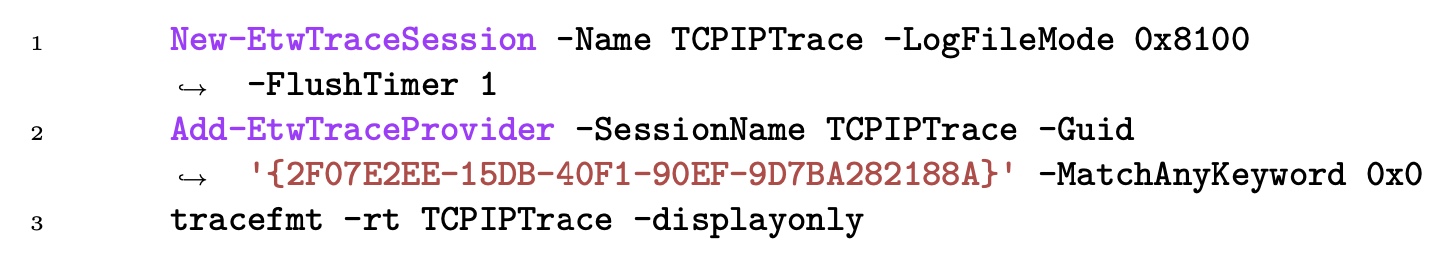 1 New-EtwTraceSession -Name TCPIPTrace -LogFileMode 0x8100
↪ -FlushTimer 1
2 Add-EtwTraceProvider -SessionName TCPIPTrace -Guid
↪ '{2F07E2EE-15DB-40F1-90EF-9D7BA282188A}' -MatchAnyKeyword 0x0
3 tracefmt -rt TCPIPTrace -displayonly